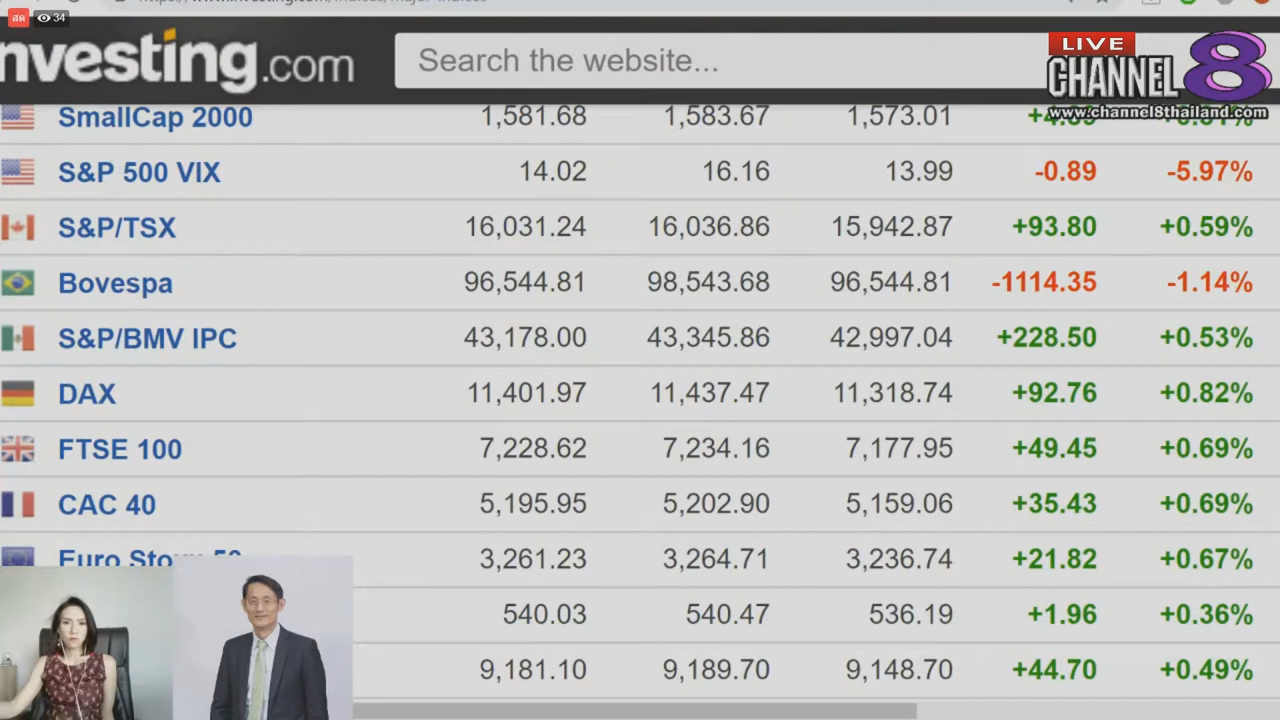 สด 34
nvesting.com
Search the website...
LIVE
CHANNEL 8
www.channel8thailand.com
SmallCap 2000 1,581.68 1,583.67 1,573.01
S&P 500 VIX 14.02 16.16 13.99 -0.89 -5.97%
S&P/TSX 16,031.24 16,036.86 15,942.87 +93.80 +0.59%
Bovespa 96,544.81 98,543.68 96,544.81 -1114.35 -1.14%
S&P/BMV IPC 43,178.00 43,345.86 42,997.04 +228.50 +0.53%
DAX 11,401.97 11,437.47 11,318.74 +92.76 +0.82%
FTSE 100 7,228.62 7,234.16 7,177.95 +49.45 +0.69%
CAC 40 5,195.95 5,202.90 5,159.06 +35.43 +0.69%
Euro Stoxx 50 3,261.23 3,264.71 3,236.74 +21.82 +0.67%
540.03 540.47 536.19 +1.96 +0.36%
9,181.10 9,189.70 9,148.70 +44.70 +0.49%